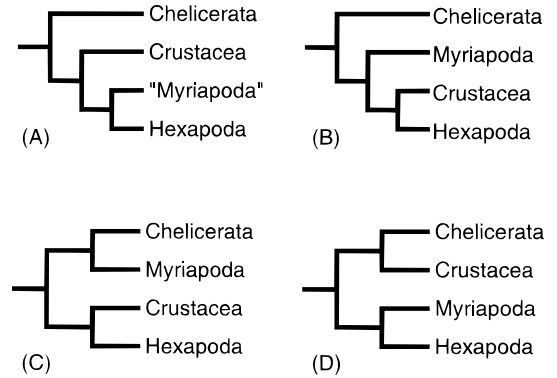 Chelicerata
Crustacea
"Myriapoda"
Hexapoda
(A)
Chelicerata
Myriapoda
Crustacea
Hexapoda
(B)
Chelicerata
Myriapoda
Crustacea
Hexapoda
(C)
Chelicerata
Crustacea
Myriapoda
Hexapoda
(D)